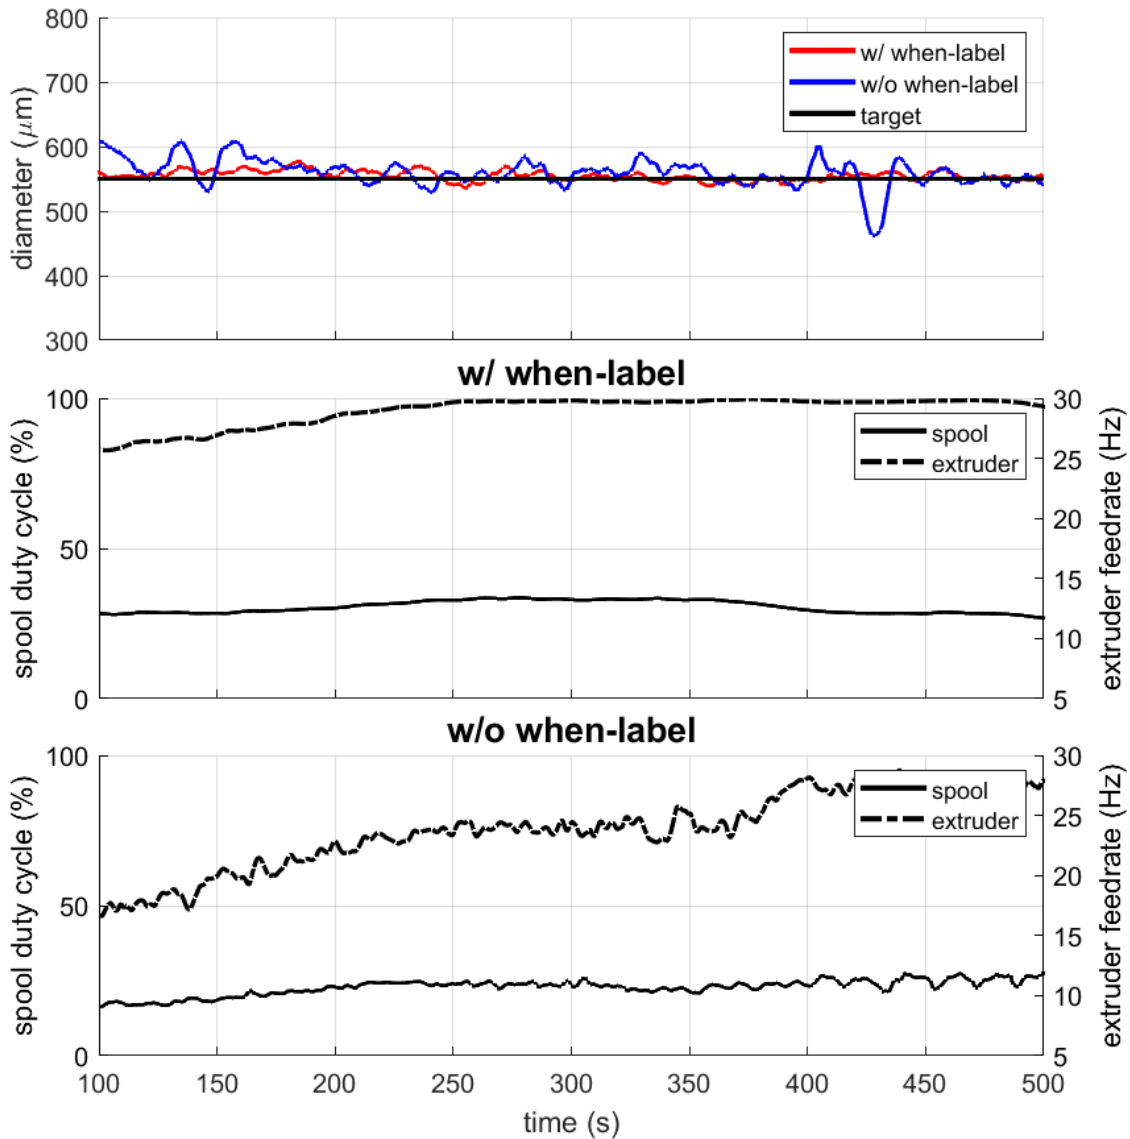 800
700
600
500
400
300
diameter (μm)
w/ when-label
w/o when-label
target
w/ when-label
100
50
0
spool duty cycle (%)
spool
extruder
30
25
20
15
10
5
extruder feedrate (Hz)
w/o when-label
100
50
0
spool duty cycle (%)
spool
extruder
30
25
20
15
10
5
extruder feedrate (Hz)
100 150 200 250 300 350 400 450 500
time (s)